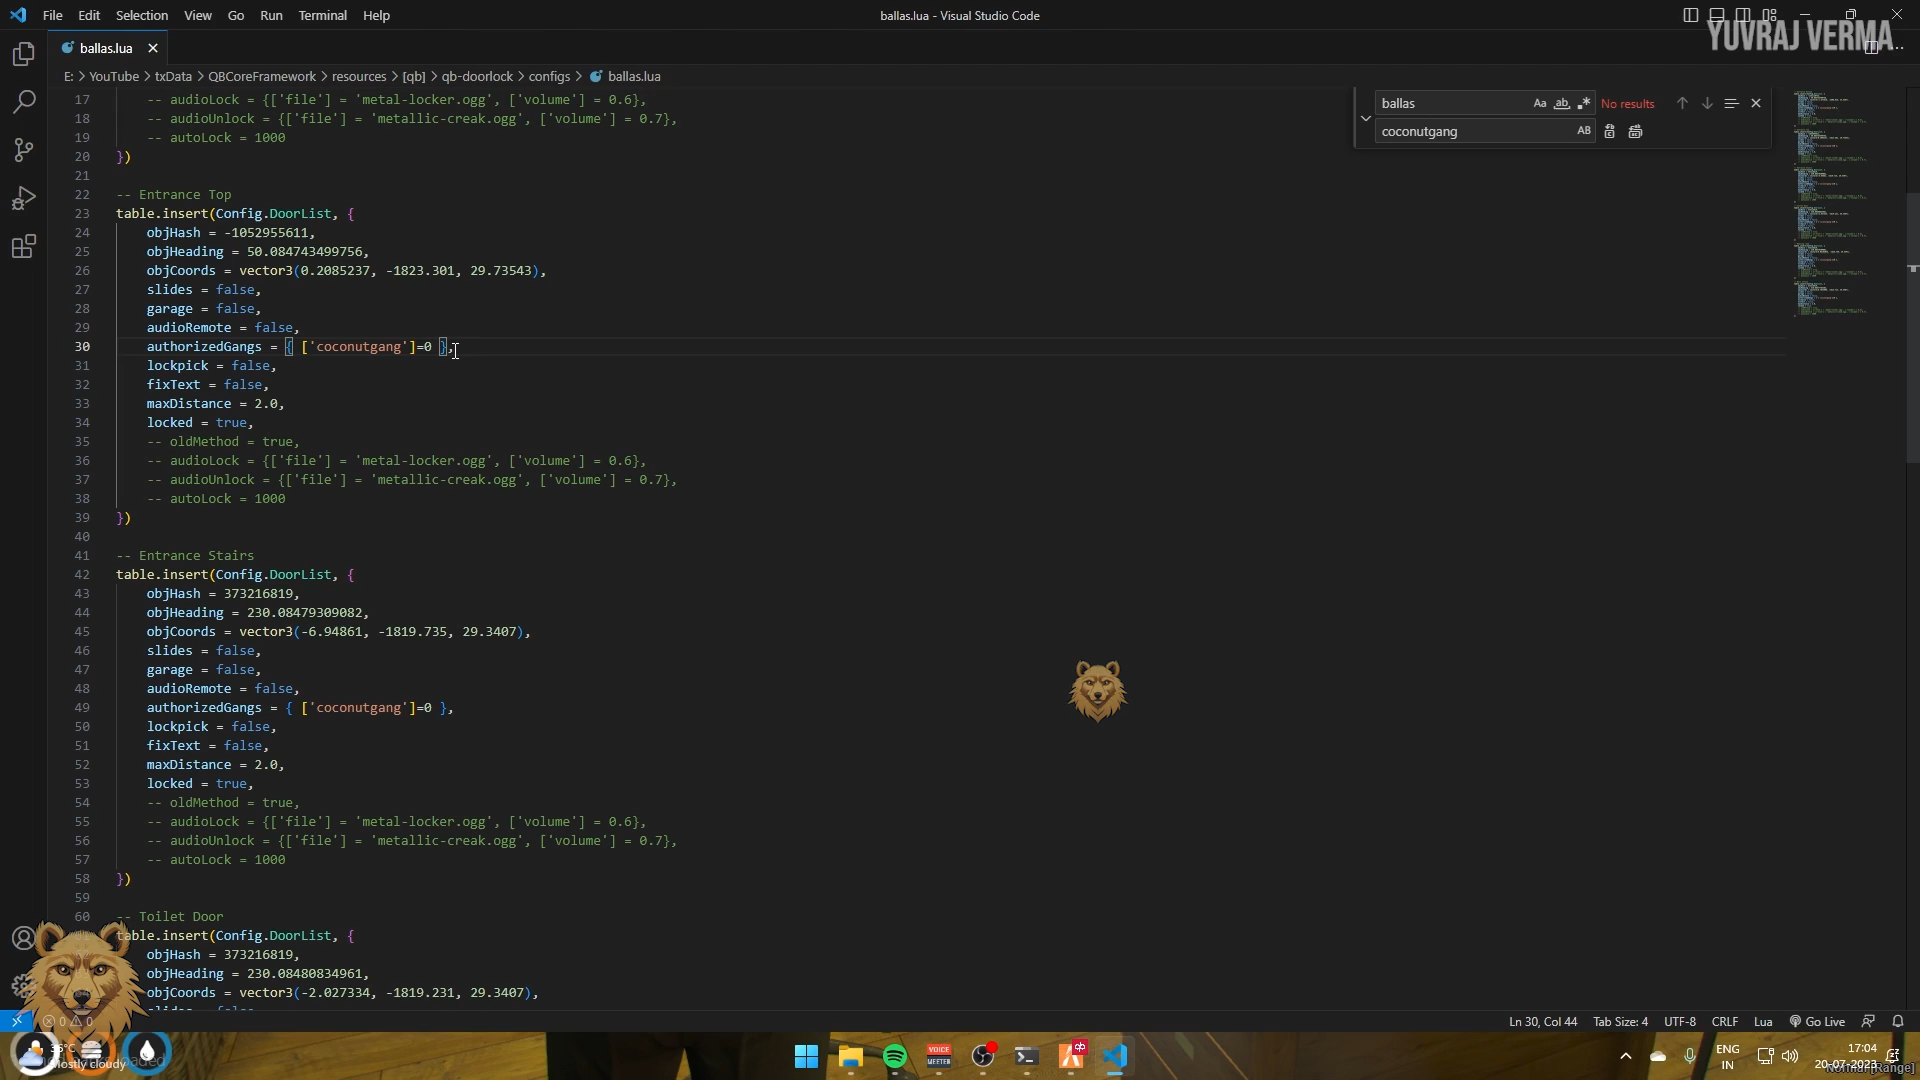 File Edit Selection View Go Run Terminal Help
ballas.lua - Visual Studio Code
YUVRAJ VERMA
ballas.lua
E: > YouTube > txData > QBCoreFramework > resources > [qb] > qb-doorlock > configs > ballas.lua
ballas Aa ab No results
coconutgang AB
17 -- audioLock = {['file'] = 'metal-locker.ogg', ['volume'] = 0.6},
18 -- audioUnlock = {['file'] = 'metallic-creak.ogg', ['volume'] = 0.7},
19 -- autoLock = 1000
20 })
21
22 -- Entrance Top
23 table.insert(Config.DoorList, {
24 objHash = -1052955611,
25 objHeading = 50.084743499756,
26 objCoords = vector3(0.2085237, -1823.301, 29.73543),
27 slides = false,
28 garage = false,
29 audioRemote = false,
30 authorizedGangs = { ['coconutgang']=0 },
31 lockpick = false,
32 fixText = false,
33 maxDistance = 2.0,
34 locked = true,
35 -- oldMethod = true,
36 -- audioLock = {['file'] = 'metal-locker.ogg', ['volume'] = 0.6},
37 -- audioUnlock = {['file'] = 'metallic-creak.ogg', ['volume'] = 0.7},
38 -- autoLock = 1000
39 })
40
41 -- Entrance Stairs
42 table.insert(Config.DoorList, {
43 objHash = 373216819,
44 objHeading = 230.08479309082,
45 objCoords = vector3(-6.94861, -1819.735, 29.3407),
46 slides = false,
47 garage = false,
48 audioRemote = false,
49 authorizedGangs = { ['coconutgang']=0 },
50 lockpick = false,
51 fixText = false,
52 maxDistance = 2.0,
53 locked = true,
54 -- oldMethod = true,
55 -- audioLock = {['file'] = 'metal-locker.ogg', ['volume'] = 0.6},
56 -- audioUnlock = {['file'] = 'metallic-creak.ogg', ['volume'] = 0.7},
57 -- autoLock = 1000
58 })
59
60 -- Toilet Door
table.insert(Config.DoorList, {
objHash = 373216819,
objHeading = 230.08480834961,
objCoords = vector3(-2.027334, -1819.231, 29.3407),
0 0
Ln 30, Col 44 Tab Size: 4 UTF-8 CRLF Lua Go Live
Mostly cloudy
VOICE
MEETER
ENG
IN
17:04
20-07-2023
Normal [Range]